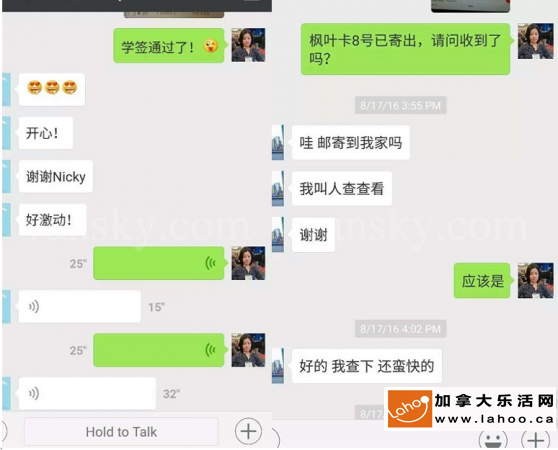 学签通过了！
开心！
谢谢Nicky
好激动！
25"
15"
25"
32"
Hold to Talk
枫叶卡8号已寄出，请问收到了
吗？
8/17/16 3:55 PM
哇 邮寄到我家吗
我叫人查查看
谢谢
应该是
8/17/16 4:02 PM
好的 我查下 还蛮快的
8/17
Lahoo
加拿大乐活网
www.lahoo.ca